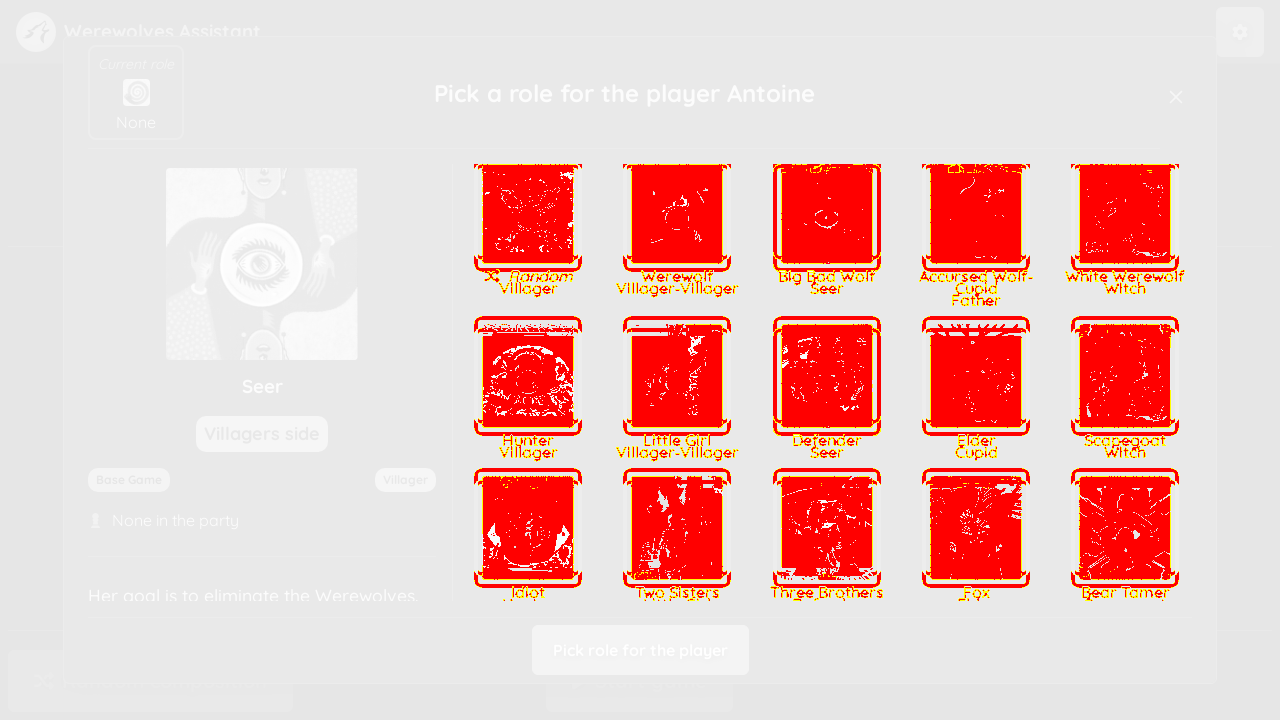 Werewolves Assistant
Current role
None
Pick a role for the player Antoine
Seer
Villagers side
Base Game
Villager
None in the party
Her goal is to eliminate the Werewolves.
Random
Villager
Werewolf
Villager-Villager
Big Bad Wolf
Seer
Accursed Wolf-
Cupid
Father
White Werewolf
Witch
Hunter
Villager
Little Girl
Villager-Villager
Defender
Seer
Elder
Cupid
Scapegoat
Witch
Idiot
Two Sisters
Three Brothers
Fox
Bear Tamer
Pick role for the player